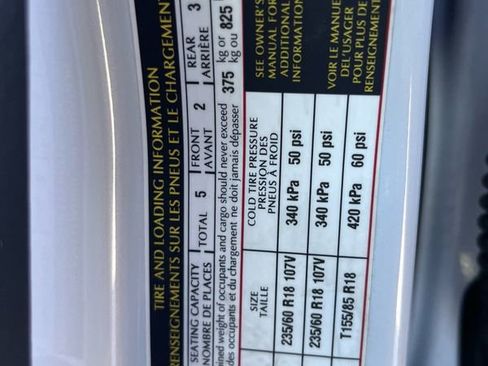 TIRE AND LOADING INFORMATION
RENSEIGNEMENTS SUR LES PNEUS ET LE CHARGEMENT
SEATING CAPACITY
NOMBRE DE PLACES
TOTAL 5
FRONT
AVANT 2
REAR
ARRIÈRE 3
weight of occupants and cargo should never exceed
des occupants et du chargement ne doit jamais dépasser
375 kg or
kg ou 825
SIZE
TAILLE
COLD TIRE PRESSURE
PRESSION DES
PNEUS À FROID
235/60 R18 107V 340 kPa 50 psi
235/60 R18 107V 340 kPa 50 psi
T155/85 R18 420 kPa 60 psi
SEE OWNER'S
MANUAL FOR
ADDITIONAL
INFORMATION
VOIR LE MANUEL
DE L'USAGER
POUR PLUS DE
RENSEIGNEMENTS